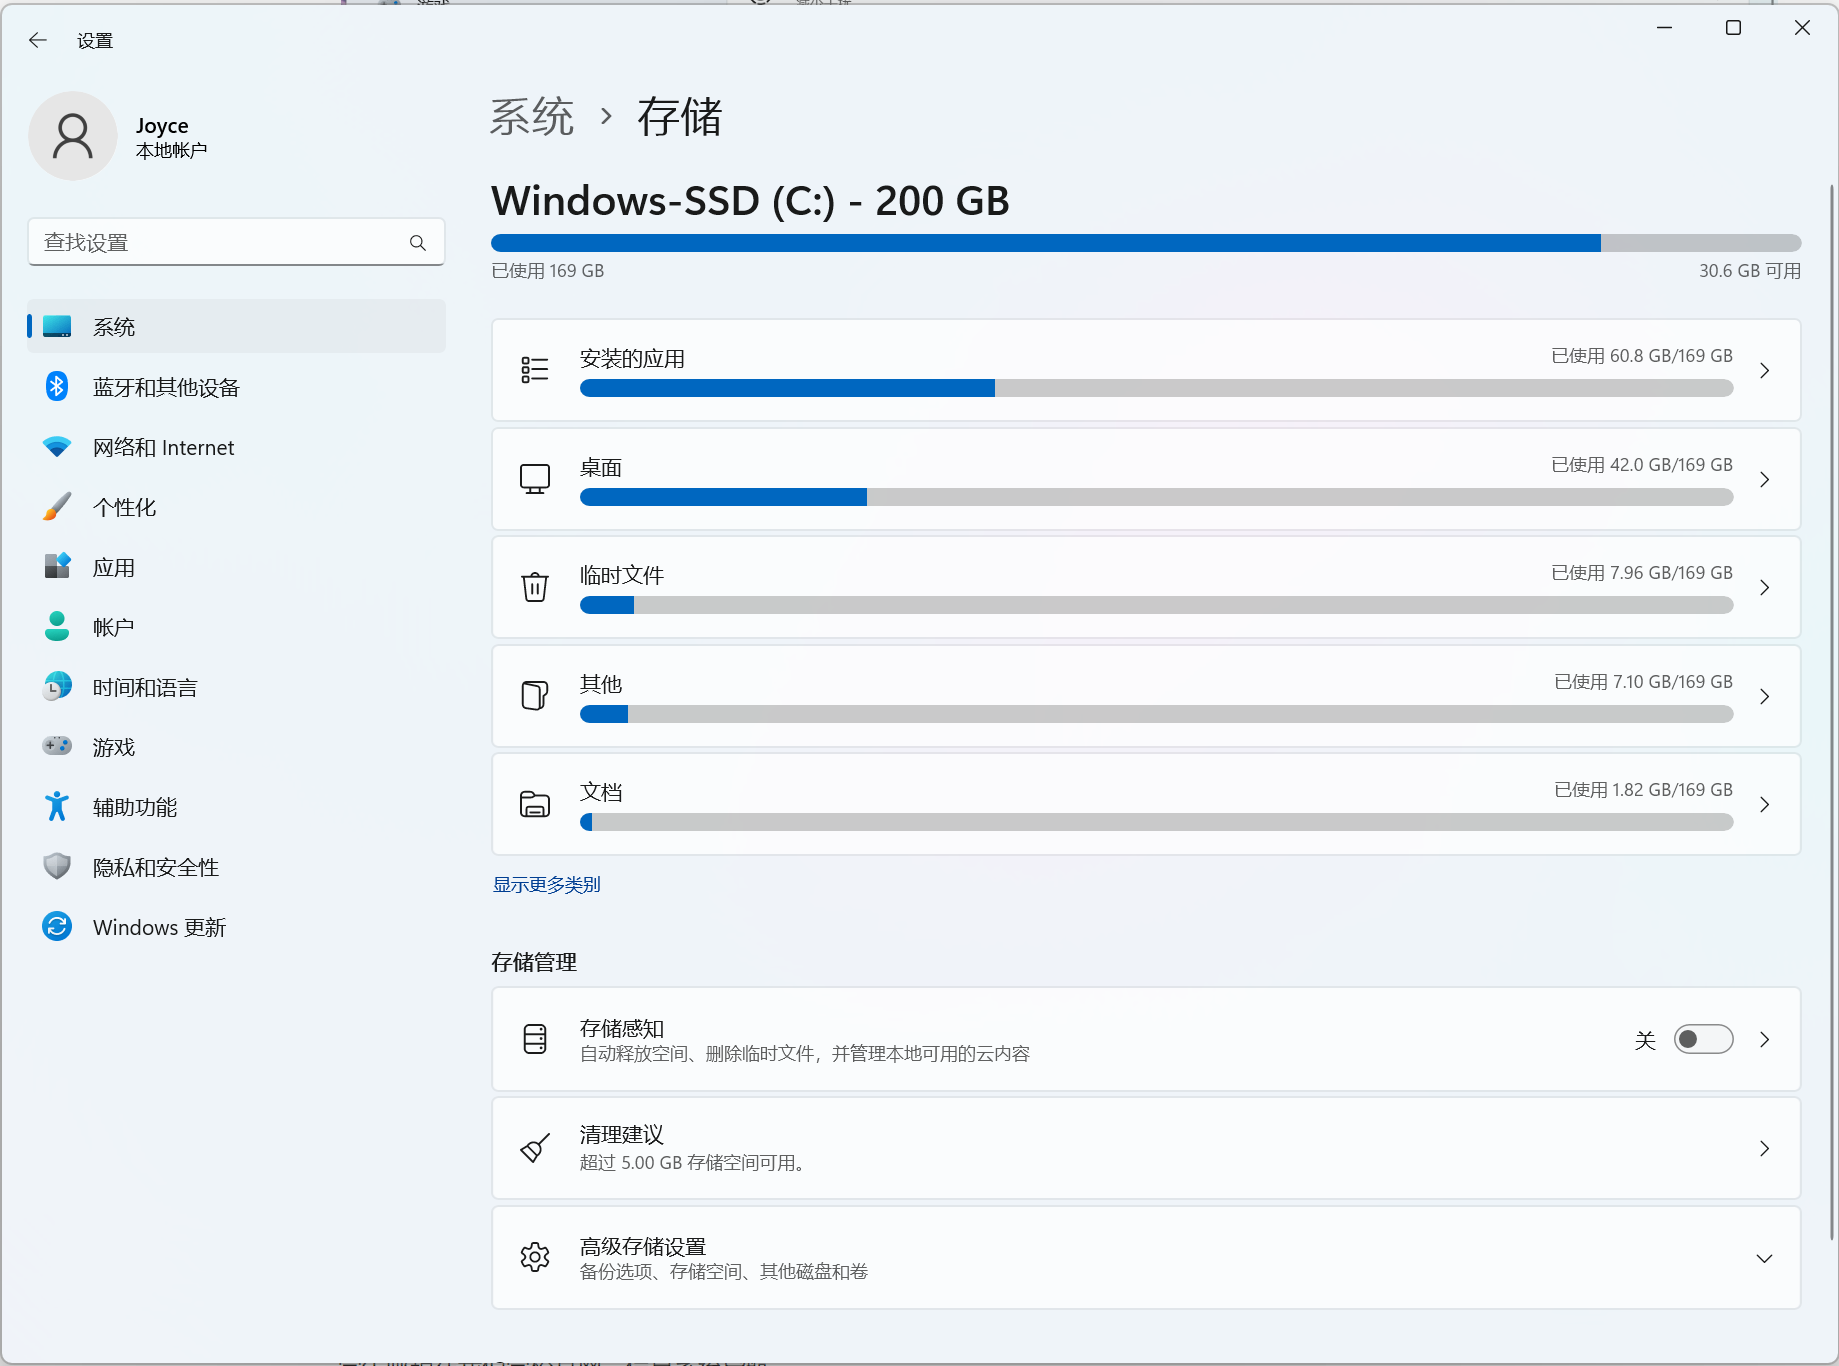 设置
Joyce
本地帐户
查找设置
系统
蓝牙和其他设备
网络和 Internet
个性化
应用
帐户
时间和语言
游戏
辅助功能
隐私和安全性
Windows 更新
系统 › 存储
Windows-SSD (C:) - 200 GB
已使用 169 GB
30.6 GB 可用
安装的应用
已使用 60.8 GB/169 GB
桌面
已使用 42.0 GB/169 GB
临时文件
已使用 7.96 GB/169 GB
其他
已使用 7.10 GB/169 GB
文档
已使用 1.82 GB/169 GB
显示更多类别
存储管理
存储感知
自动释放空间、删除临时文件，并管理本地可用的云内容
关
清理建议
超过 5.00 GB 存储空间可用。
高级存储设置
备份选项、存储空间、其他磁盘和卷